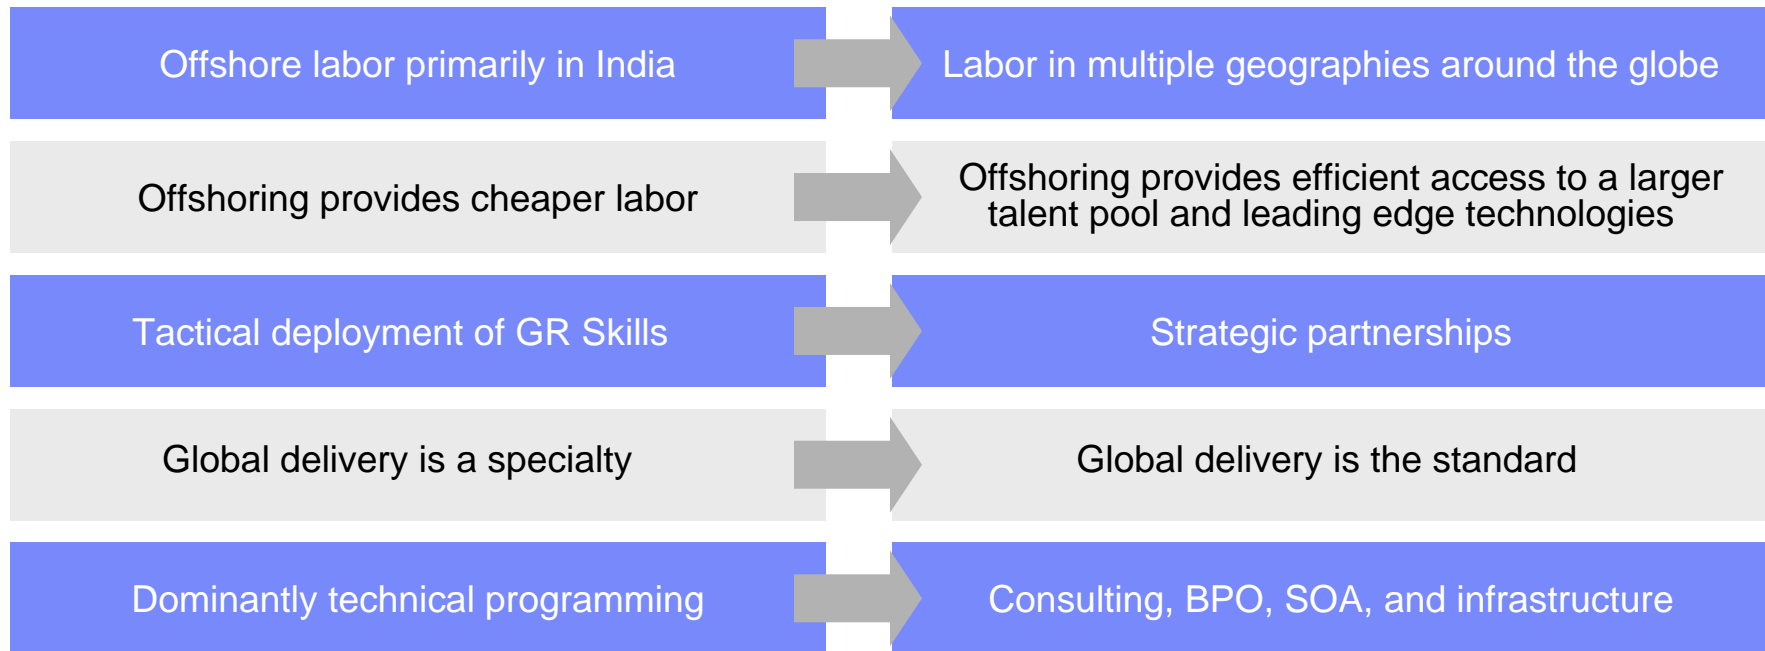 Offshore labor primarily in India
Labor in multiple geographies around the globe
Offshoring provides cheaper labor
Offshoring provides efficient access to a larger
talent pool and leading edge technologies
Tactical deployment of GR Skills
Strategic partnerships
Global delivery is a specialty
Global delivery is the standard
Dominantly technical programming
Consulting, BPO, SOA, and infrastructure